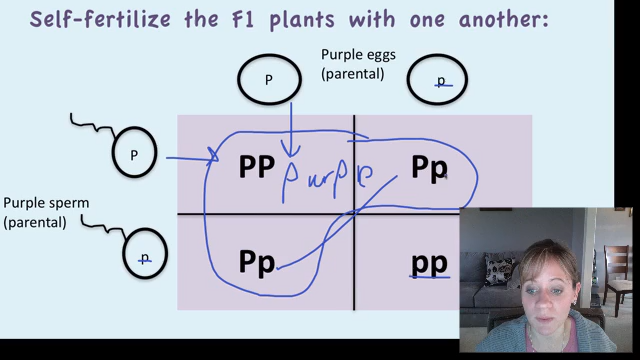 Self-fertilize the F1 plants with one another:
Purple eggs
(parental)
P
p
P
PP
purple
Pp
Purple sperm
(parental)
p
Pp
pp